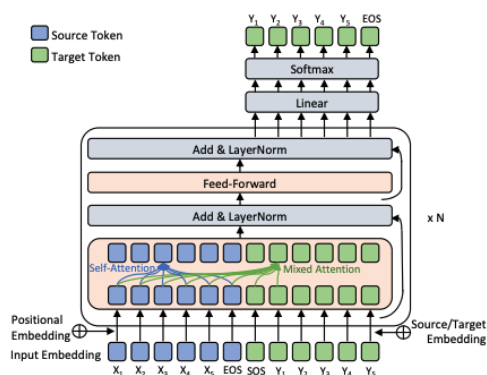 Y1 Y2 Y3 Y4 Y5 EOS
Source Token
Target Token
Softmax
Linear
Add & LayerNorm
Feed-Forward
Add & LayerNorm
x N
Self-Attention
Mixed Attention
Positional
Embedding
Source/Target
Embedding
Input Embedding
X1 X2 X3 X4 X5 EOS SOS Y1 Y2 Y3 Y4 Y5